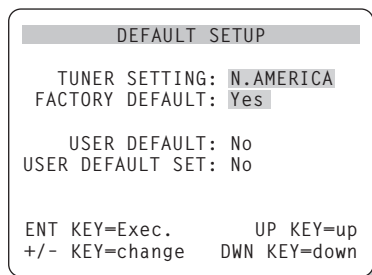 DEFAULT SETUP
TUNER SETTING: N.AMERICA
FACTORY DEFAULT: Yes
USER DEFAULT: No
USER DEFAULT SET: No
ENT KEY=Exec. UP KEY=up
+/- KEY=change DWN KEY=down